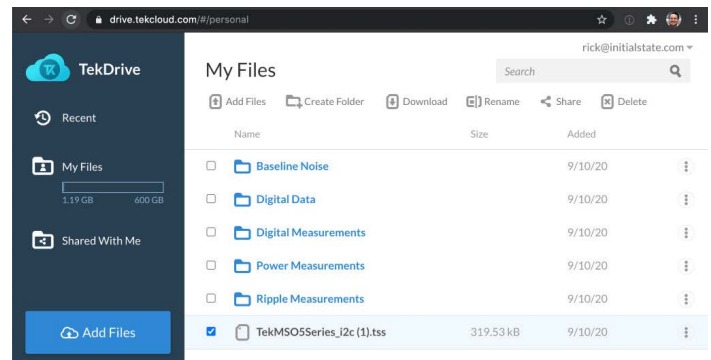 drive.tekcloud.com/#/personal
rick@initialstate.com
TekDrive
My Files
Search
Add Files Create Folder Download Rename Share Delete
Recent
Name Size Added
My Files
1.19 GB 600 GB
Baseline Noise 9/10/20
Digital Data 9/10/20
Shared With Me
Digital Measurements 9/10/20
Power Measurements 9/10/20
Ripple Measurements 9/10/20
Add Files
TekMSO5Series_i2c (1).tss 319.53 kB 9/10/20